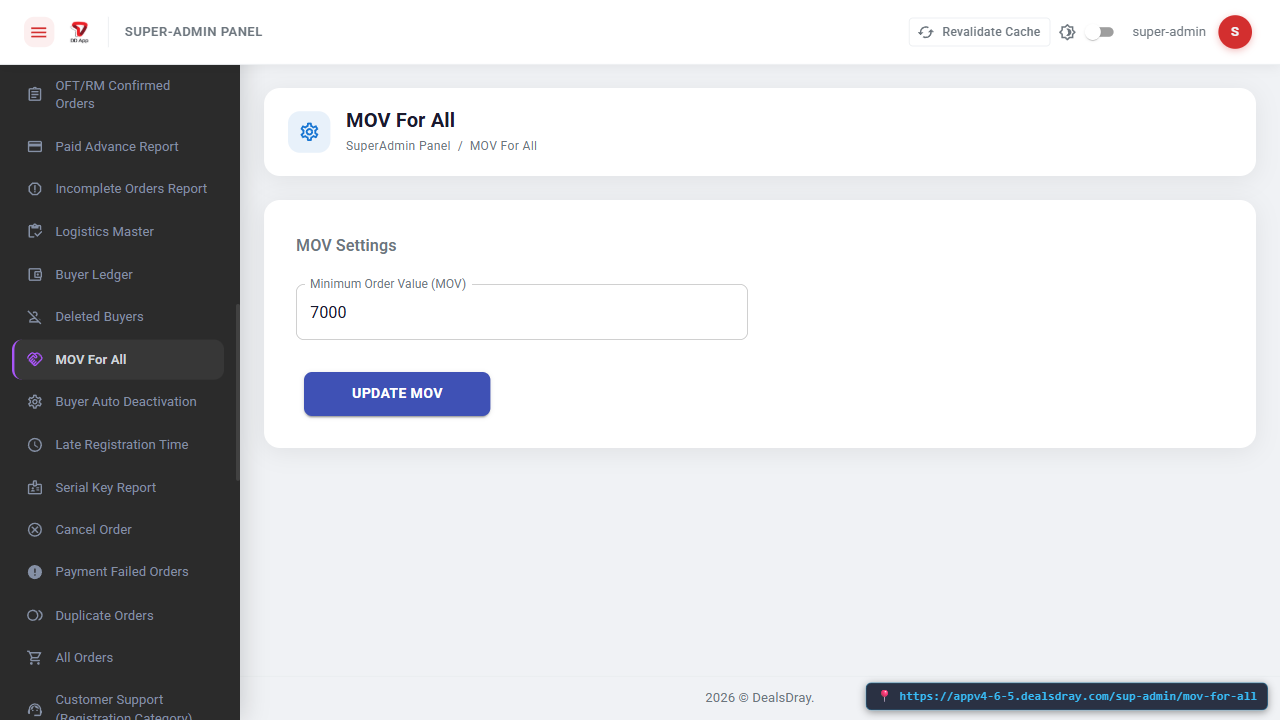 DD App
SUPER-ADMIN PANEL
Revalidate Cache
super-admin
S
OFT/RM Confirmed
Orders
Paid Advance Report
Incomplete Orders Report
Logistics Master
Buyer Ledger
Deleted Buyers
MOV For All
Buyer Auto Deactivation
Late Registration Time
Serial Key Report
Cancel Order
Payment Failed Orders
Duplicate Orders
All Orders
Customer Support
(Registration Category)
MOV For All
SuperAdmin Panel / MOV For All
MOV Settings
Minimum Order Value (MOV)
7000
UPDATE MOV
2026 © DealsDray.
https://appv4-6-5.dealsdray.com/sup-admin/mov-for-all